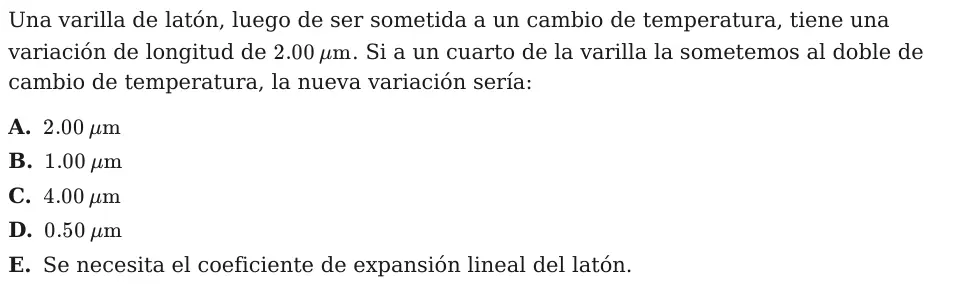 Una varilla de latón, luego de ser sometida a un cambio de temperatura, tiene una
variación de longitud de 2.00 μm. Si a un cuarto de la varilla la sometemos al doble de
cambio de temperatura, la nueva variación sería:
A. 2.00 μm
B. 1.00 μm
C. 4.00 μm
D. 0.50 μm
E. Se necesita el coeficiente de expansión lineal del latón.